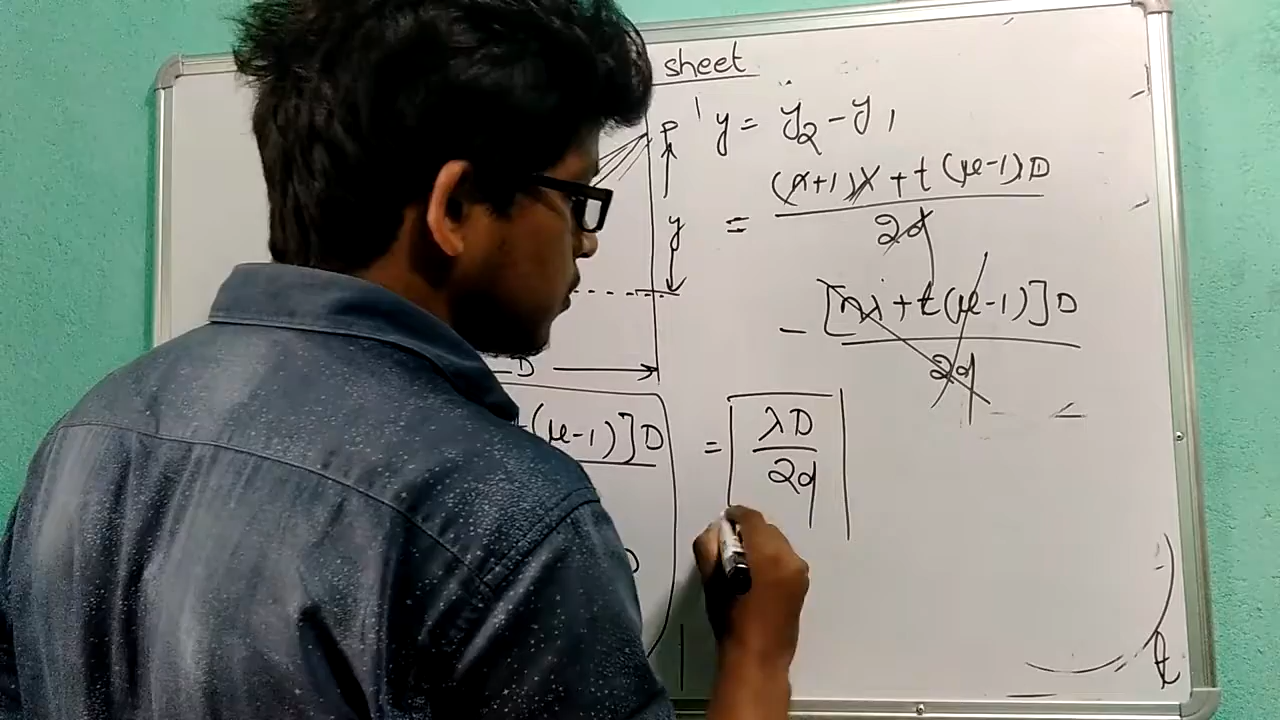 sheet
P
y = y₂ - y₁
y
= (n+1)λ + t(μ-1)D
2d
- [nλ + t(μ-1)]D
2d
D
t(μ-1)]D
= λD
2d
D
t